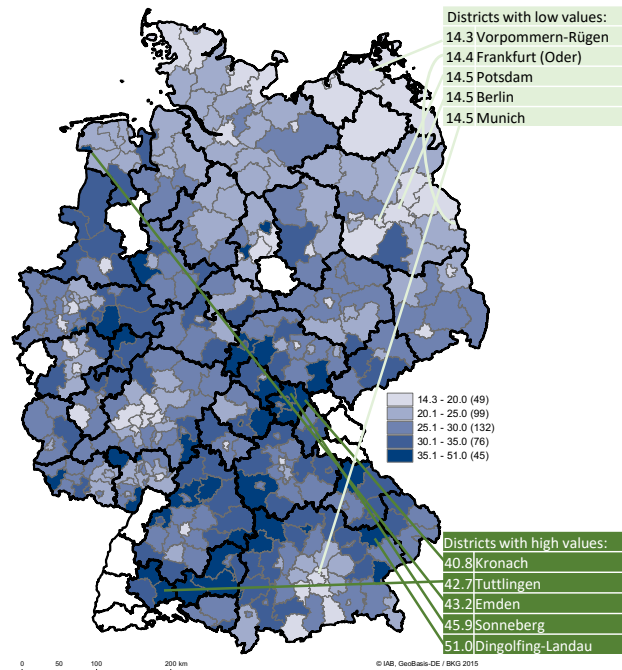 Districts with low values:
14.3 Vorpommern-Rügen
14.4 Frankfurt (Oder)
14.5 Potsdam
14.5 Berlin
14.5 Munich
14.3 - 20.0 (49)
20.1 - 25.0 (99)
25.1 - 30.0 (132)
30.1 - 35.0 (76)
35.1 - 51.0 (45)
Districts with high values:
40.8 Kronach
42.7 Tuttlingen
43.2 Emden
45.9 Sonneberg
51.0 Dingolfing-Landau
0 50 100 200 km
© IAB, GeoBasis-DE / BKG 2015